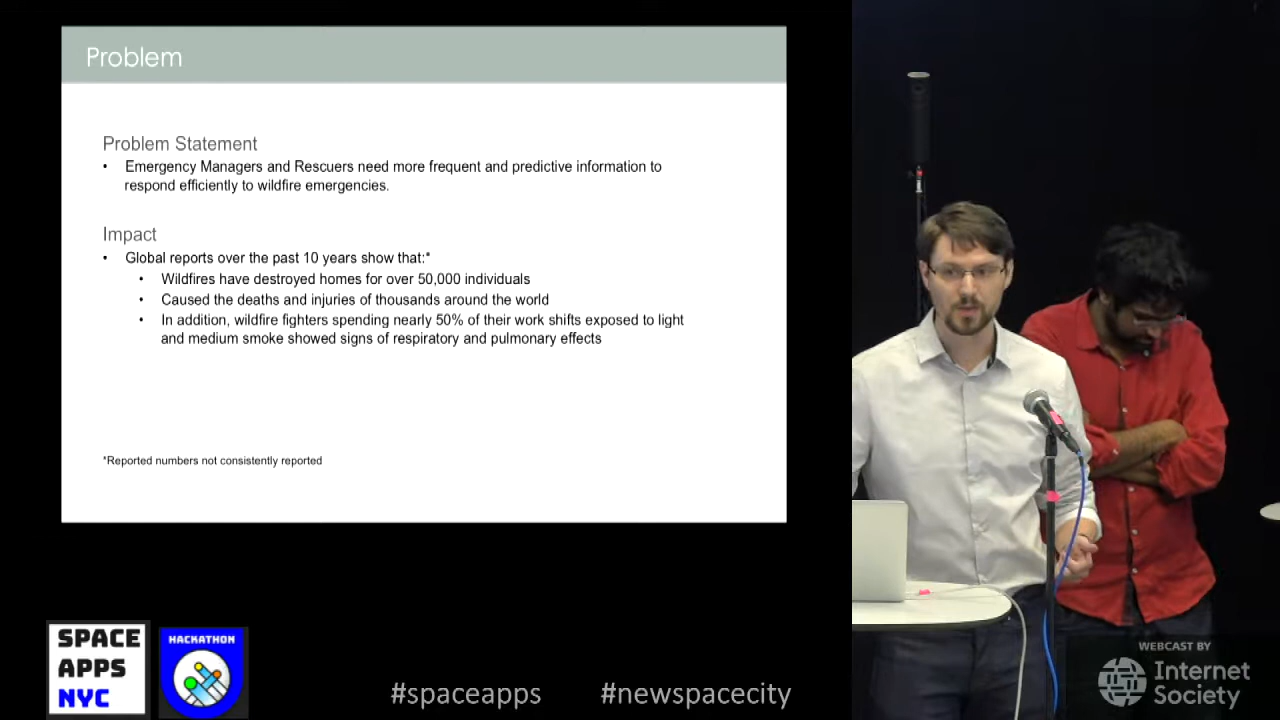 Problem
Problem Statement
• Emergency Managers and Rescuers need more frequent and predictive information to
respond efficiently to wildfire emergencies.
Impact
• Global reports over the past 10 years show that:*
• Wildfires have destroyed homes for over 50,000 individuals
• Caused the deaths and injuries of thousands around the world
• In addition, wildfire fighters spending nearly 50% of their work shifts exposed to light
and medium smoke showed signs of respiratory and pulmonary effects
*Reported numbers not consistently reported
SPACE
APPS
NYC
HACKATHON
#spaceapps #newspacecity
WEBCAST BY
Internet
Society